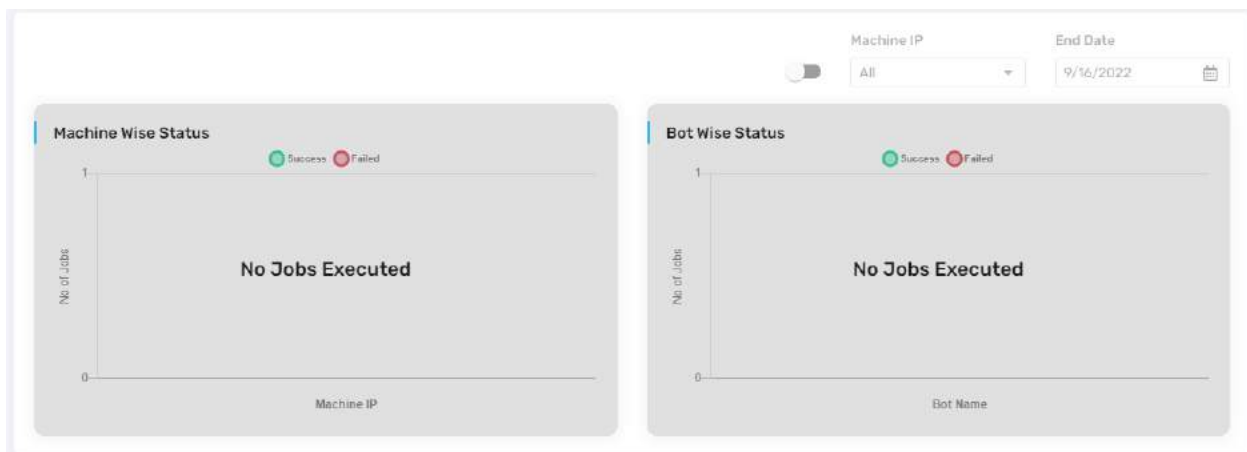 Machine IP
End Date
All
9/16/2022
Machine Wise Status
Success
Failed
1
No of Jobs
No Jobs Executed
0
Machine IP
Bot Wise Status
Success
Failed
1
No of Jobs
No Jobs Executed
0
Bot Name